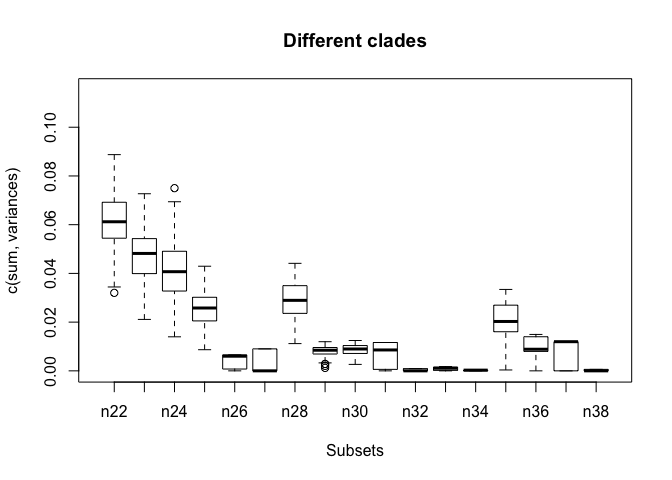 Different clades
c(sum, variances)
0.10
0.08
0.06
0.04
0.02
0.00
n22 n24 n26 n28 n30 n32 n34 n36 n38
Subsets